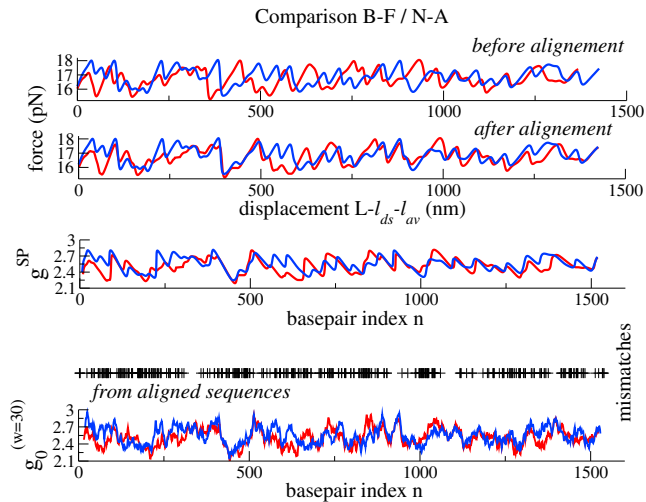 Comparison B-F / N-A
before alignement
18
17
16
0 500 1000 1500
after alignement
18
17
16
0 500 1000 1500
force (pN)
displacement L-l_ds-l_av (nm)
3
2.7
2.4
2.1
g^SP
500 1000 1500
basepair index n
mismatches
from aligned sequences
3
2.7
2.4
2.1
g_0^(w=30)
0 500 1000 1500
basepair index n